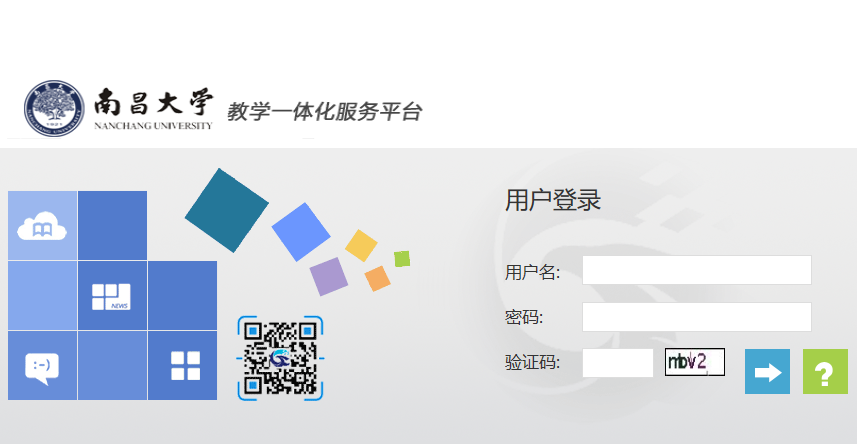 南昌大学
NANCHANG UNIVERSITY
教学一体化服务平台
用户登录
用户名:
密码:
验证码:
mbv2
NEWS
:-)